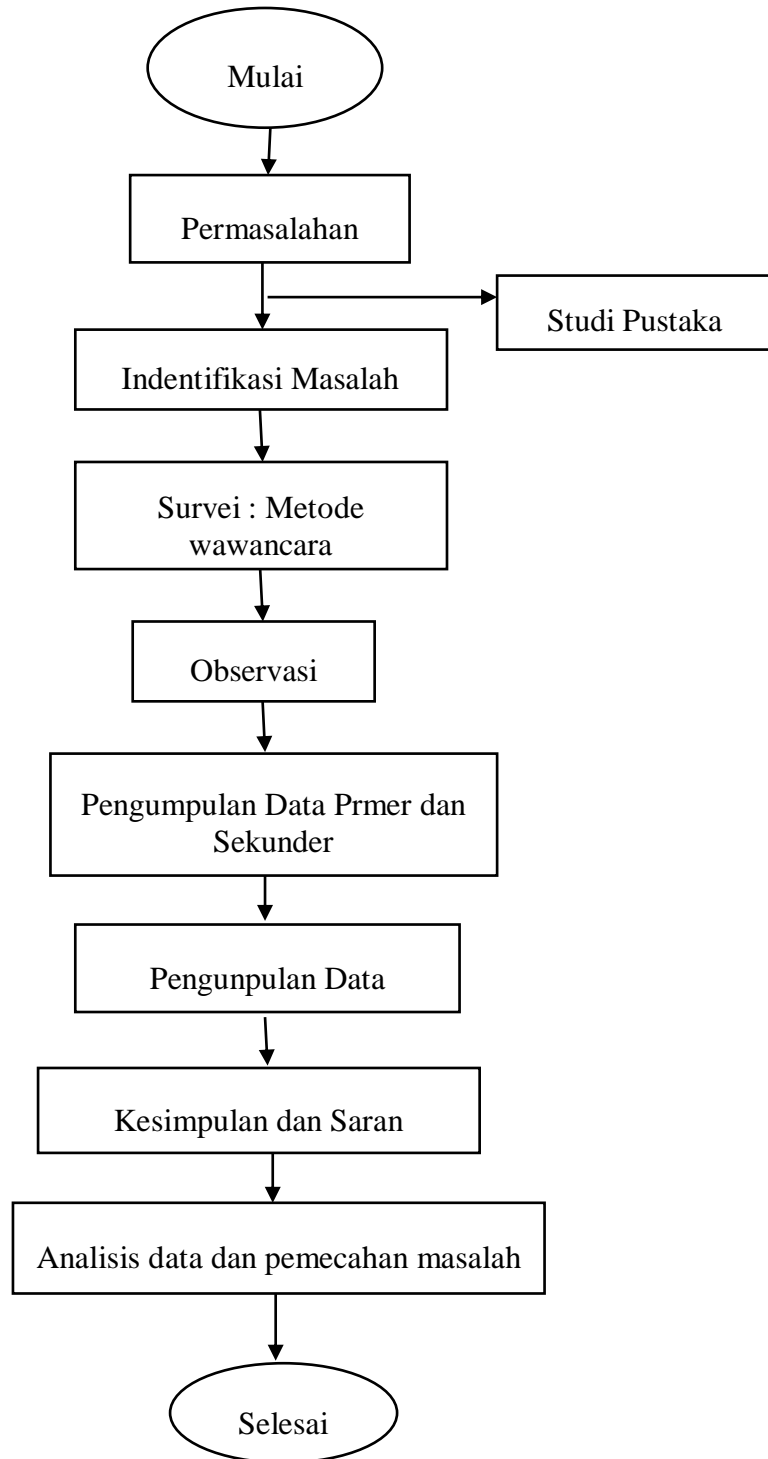 Mulai
Permasalahan
Studi Pustaka
Indentifikasi Masalah
Survei : Metode
wawancara
Observasi
Pengumpulan Data Prmer dan
Sekunder
Pengunpulan Data
Kesimpulan dan Saran
Analisis data dan pemecahan masalah
Selesai